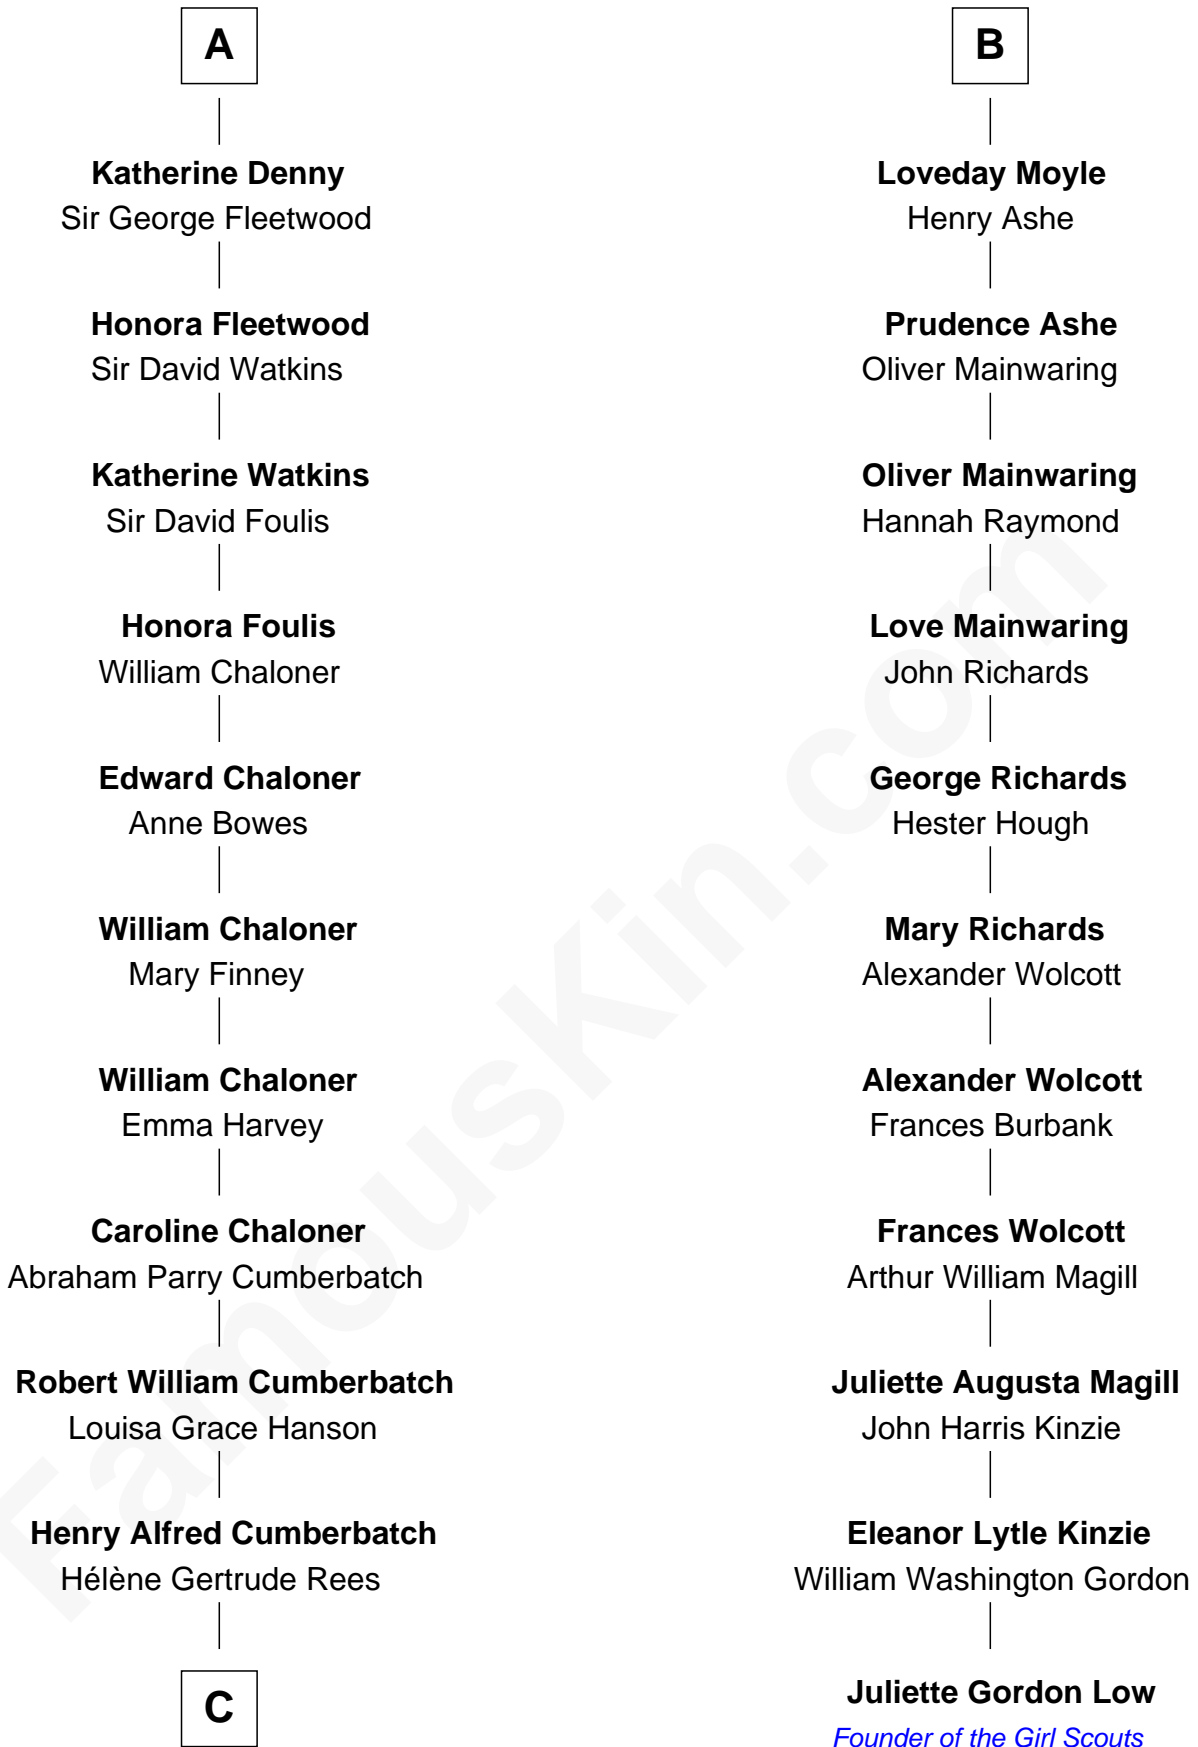 A
Katherine Denny
Sir George Fleetwood
Honora Fleetwood
Sir David Watkins
Katherine Watkins
Sir David Foulis
Honora Foulis
William Chaloner
Edward Chaloner
Anne Bowes
William Chaloner
Mary Finney
William Chaloner
Emma Harvey
Caroline Chaloner
Abraham Parry Cumberbatch
Robert William Cumberbatch
Louisa Grace Hanson
Henry Alfred Cumberbatch
Hélène Gertrude Rees
C
B
Loveday Moyle
Henry Ashe
Prudence Ashe
Oliver Mainwaring
Oliver Mainwaring
Hannah Raymond
Love Mainwaring
John Richards
George Richards
Hester Hough
Mary Richards
Alexander Wolcott
Alexander Wolcott
Frances Burbank
Frances Wolcott
Arthur William Magill
Juliette Augusta Magill
John Harris Kinzie
Eleanor Lytle Kinzie
William Washington Gordon
Juliette Gordon Low
Founder of the Girl Scouts
FamousKin.com